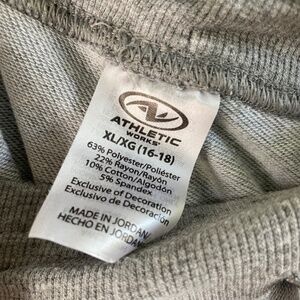 ATHLETIC
WORKS
XL/XG (16-18)
63% Polyester/Poliéster
22% Rayon/Rayón
10% Cotton/Algodón
5% Spandex
Exclusive of Decoration
Exclusivo de Decoración
MADE IN JORDAN/
HECHO EN JORDAN